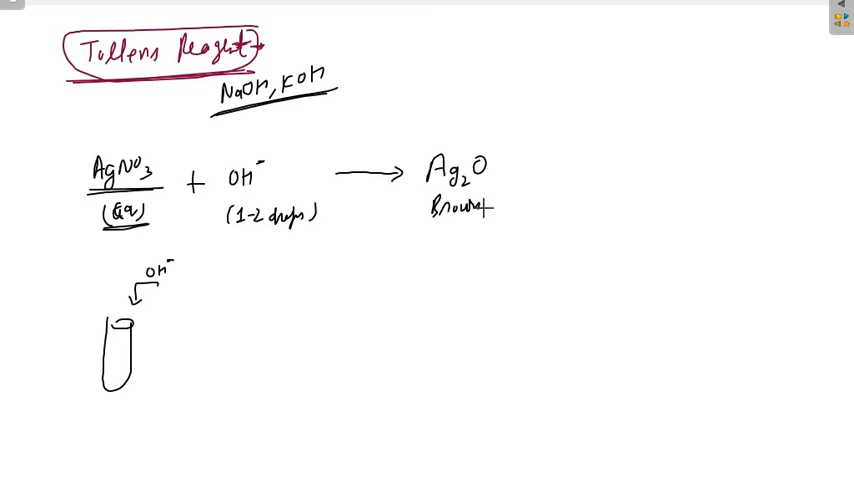 Tollens Reagent
NaOH, KOH
AgNO₃ + OH⁻ → Ag₂O
(aq) (1-2 drops) Brown
OH⁻